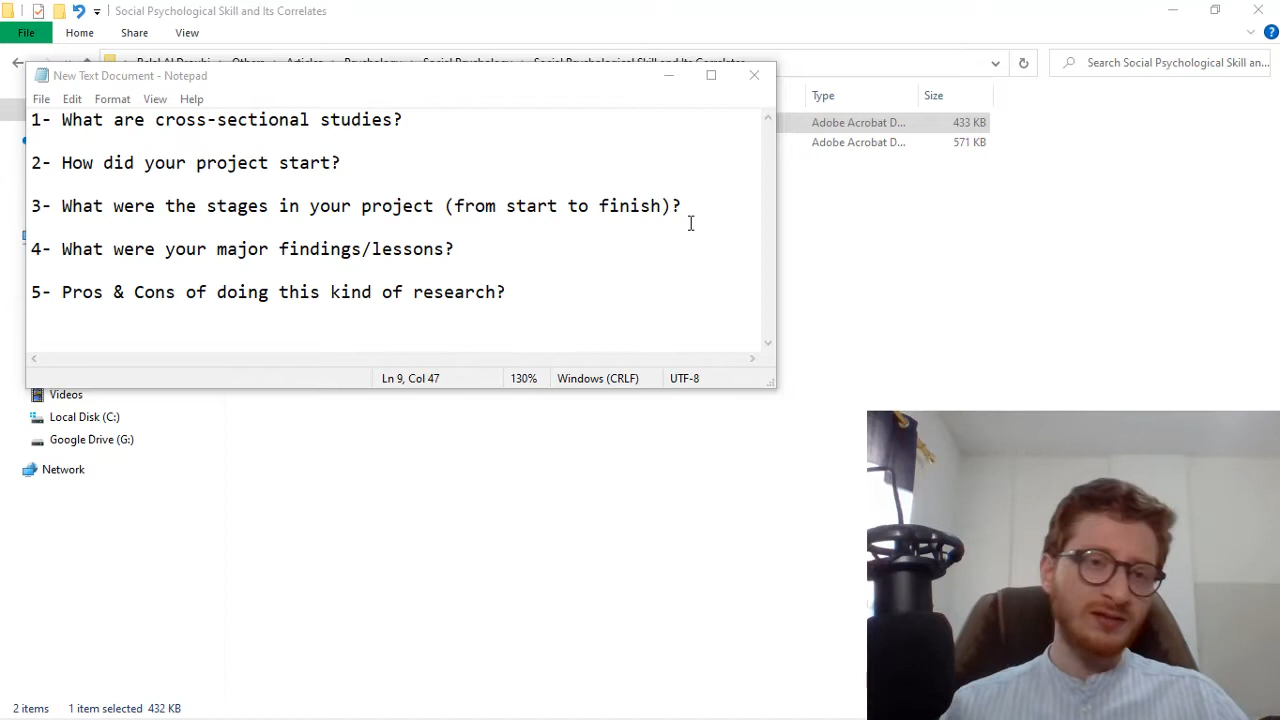 Social Psychological Skill and Its Correlates
File
Home
Share
View
Search Social Psychological Skill an...
New Text Document - Notepad
File
Edit
Format
View
Help
Type
Size
Adobe Acrobat D...
433 KB
Adobe Acrobat D...
571 KB
1- What are cross-sectional studies?
2- How did your project start?
3- What were the stages in your project (from start to finish)?
4- What were your major findings/lessons?
5- Pros & Cons of doing this kind of research?
Ln 9, Col 47
130%
Windows (CRLF)
UTF-8
Videos
Local Disk (C:)
Google Drive (G:)
Network
2 items
1 item selected 432 KB